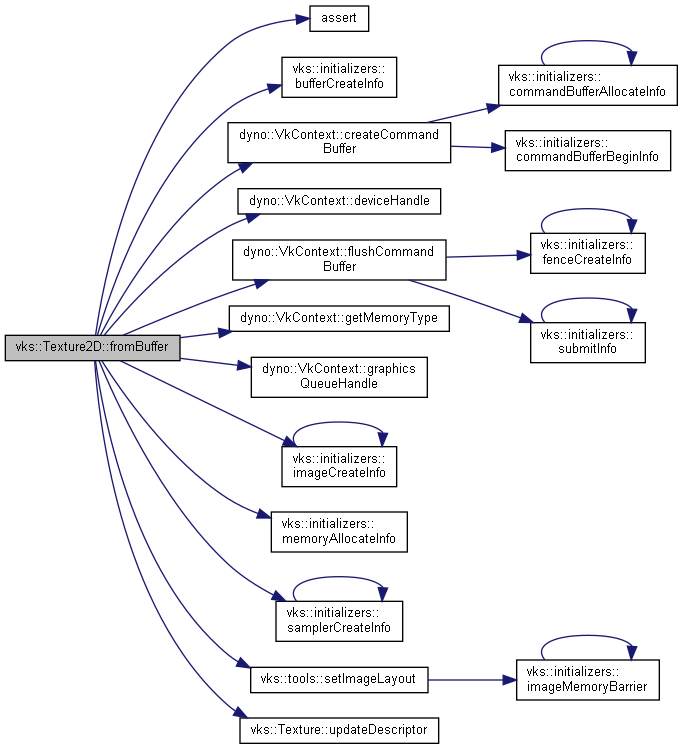 assert
vks::initializers::
bufferCreateInfo
dyno::VkContext::createCommand
Buffer
vks::initializers::
commandBufferAllocateInfo
vks::initializers::
commandBufferBeginInfo
dyno::VkContext::deviceHandle
dyno::VkContext::flushCommand
Buffer
vks::initializers::
fenceCreateInfo
vks::initializers::
submitInfo
dyno::VkContext::getMemoryType
vks::Texture2D::fromBuffer
dyno::VkContext::graphics
QueueHandle
vks::initializers::
imageCreateInfo
vks::initializers::
memoryAllocateInfo
vks::initializers::
samplerCreateInfo
vks::tools::setImageLayout
vks::initializers::
imageMemoryBarrier
vks::Texture::updateDescriptor